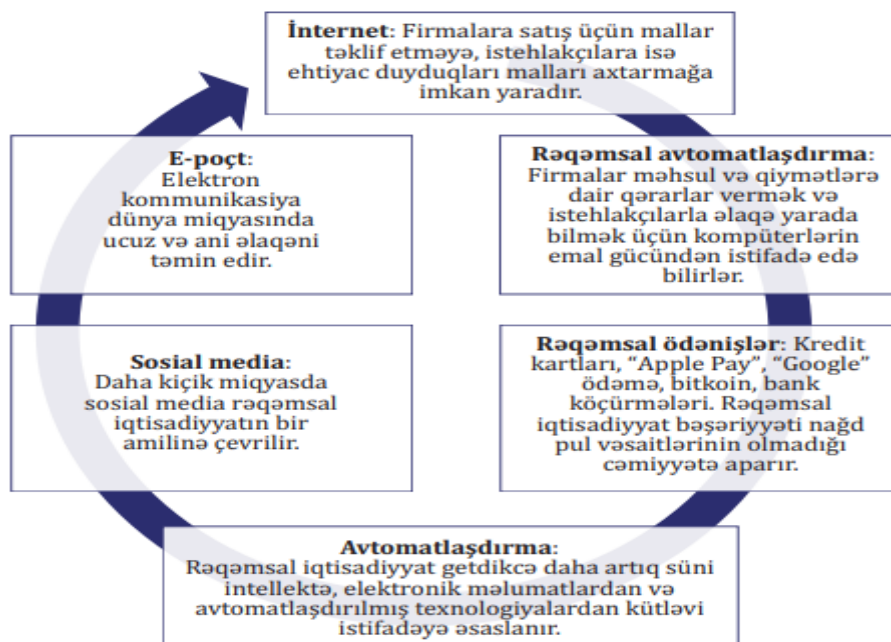 İnternet: Firmalara satış üçün mallar
təklif etməyə, istehlakçılara isə
ehtiyac duyduqları malları axtarmağa
imkan yaradır.
Rəqəmsal avtomatlaşdırma:
Firmalar məhsul və qiymətlərə
dair qərarlar vermək və
istehlakçılarla əlaqə yarada
bilmək üçün kompüterlərin
emal gücündən istifadə edə
bilirlər.
Rəqəmsal ödənişlər: Kredit
kartları, “Apple Pay”, “Google”
ödəmə, bitkoin, bank
köçürmələri. Rəqəmsal
iqtisadiyyat bəşəriyyəti nağd
pul vəsaitlərinin olmadığı
cəmiyyətə aparır.
Avtomatlaşdırma:
Rəqəmsal iqtisadiyyat getdikcə daha artıq süni
intellektə, elektronik məlumatlardan və
avtomatlaşdırılmış texnologiyalardan kütləvi
istifadəyə əsaslanır.
Sosial media:
Daha kiçik miqyasda
sosial media rəqəmsal
iqtisadiyyatın bir
amilinə çevrilir.
E-poçt:
Elektron
kommunikasiya
dünya miqyasında
ucuz və ani əlaqəni
təmin edir.